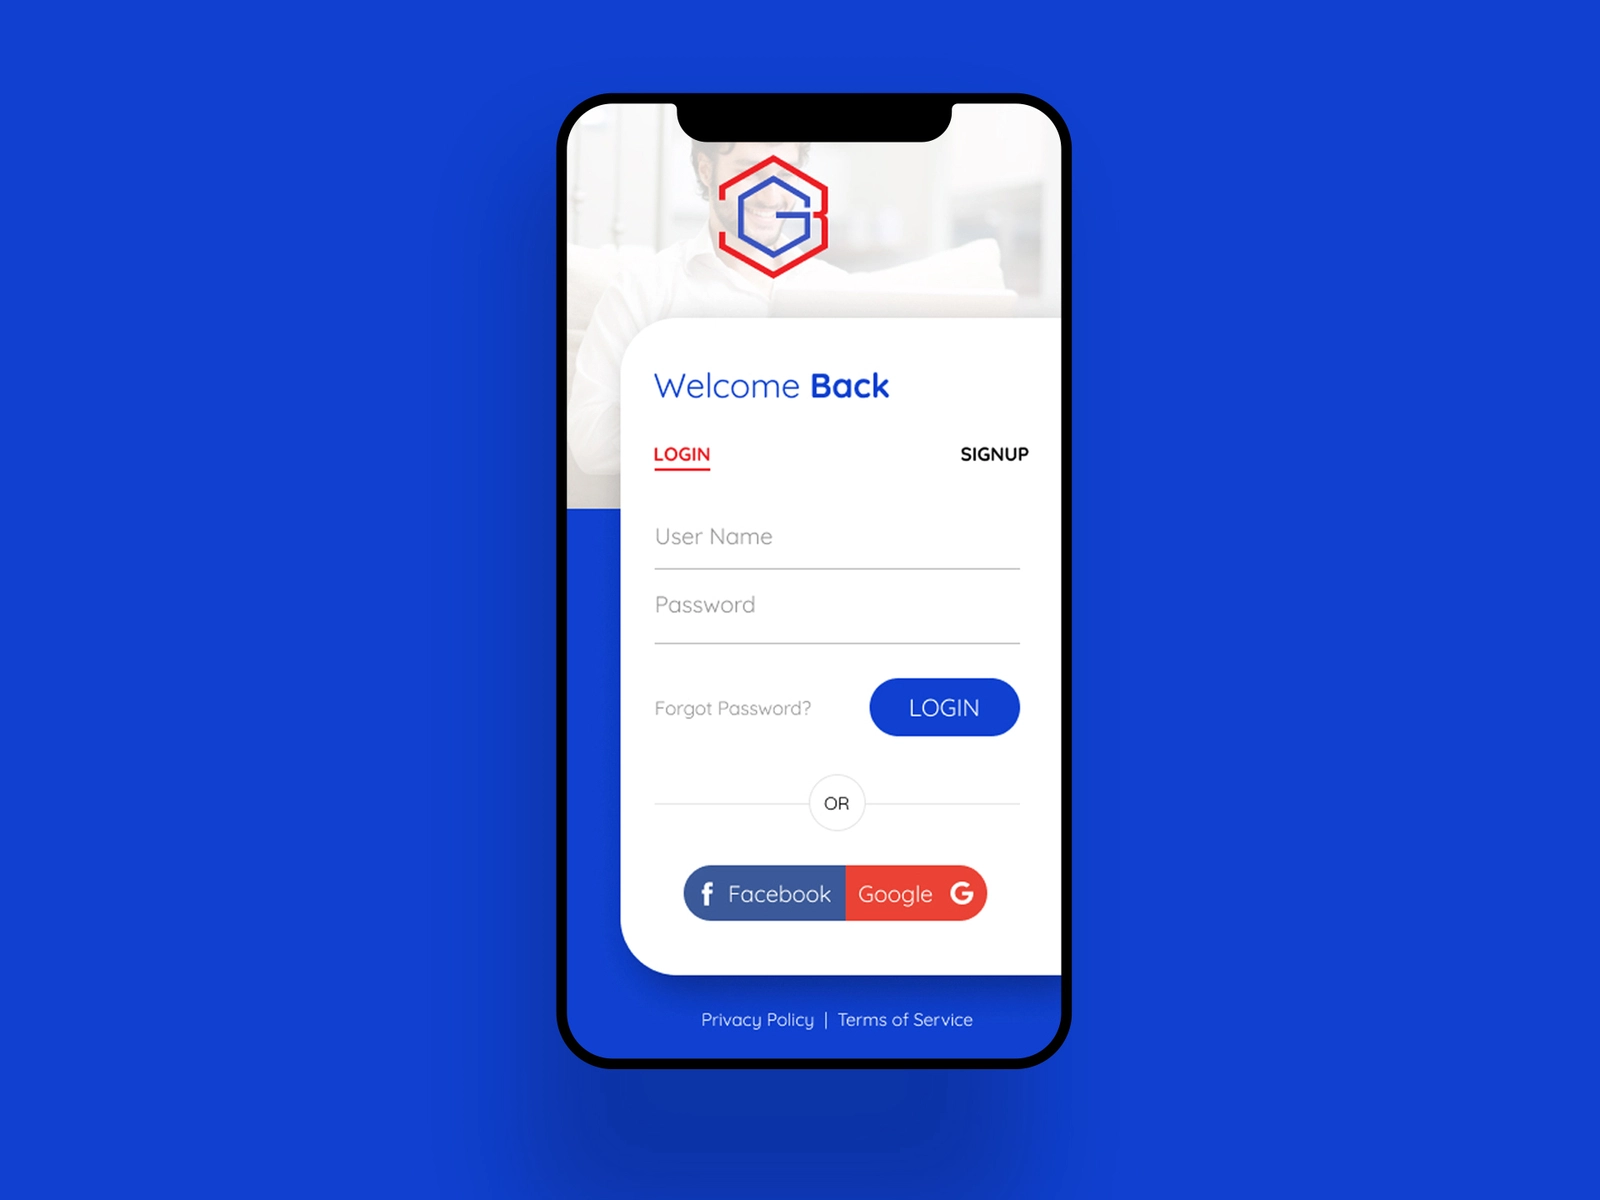 Welcome Back
LOGIN
SIGNUP
User Name
Password
Forgot Password?
LOGIN
OR
f Facebook
Google G
Privacy Policy | Terms of Service